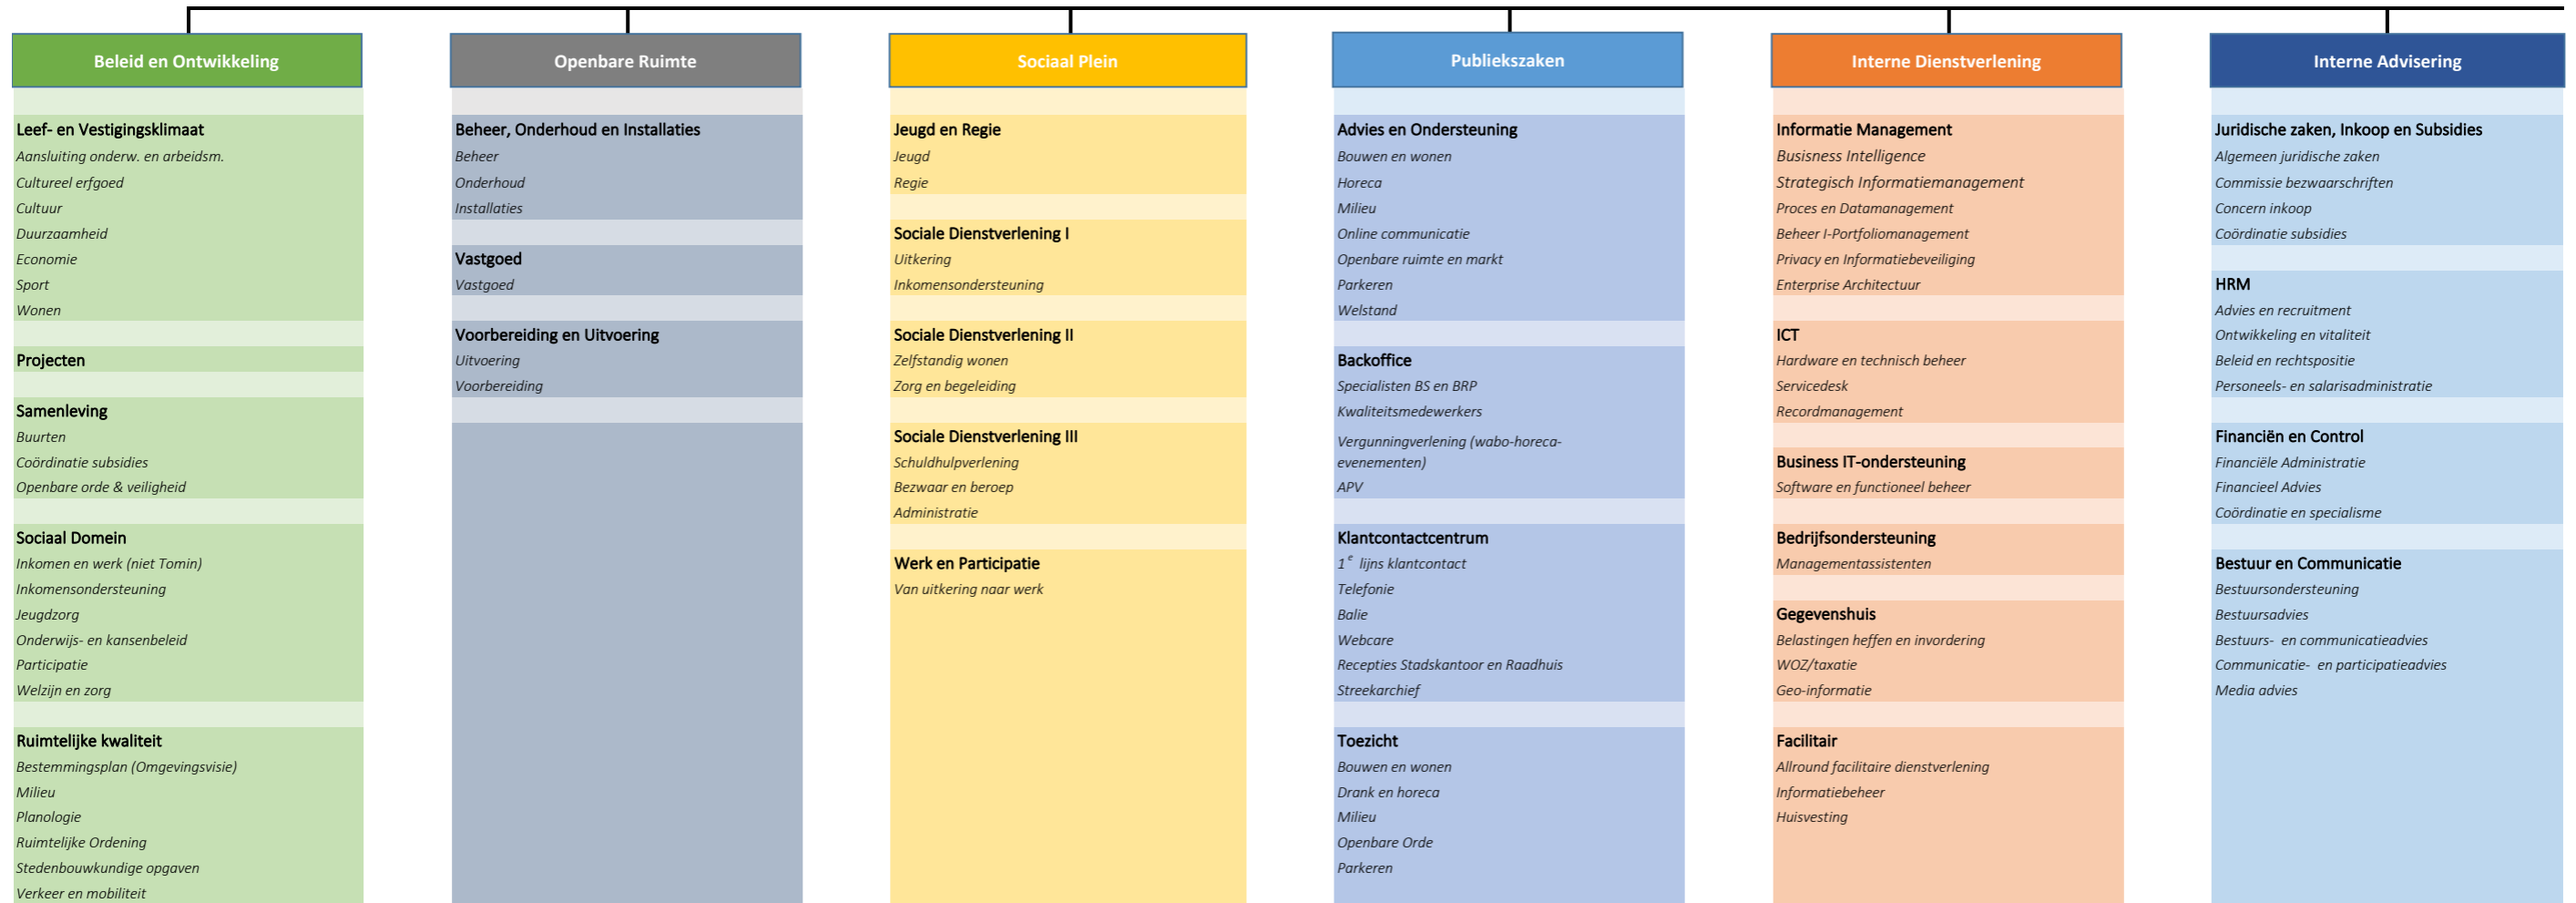 Beleid en Ontwikkeling
Leef- en Vestigingsklimaat
Aansluiting onderw. en arbeidsm.
Cultureel erfgoed
Cultuur
Duurzaamheid
Economie
Sport
Wonen
Projecten
Samenleving
Buurten
Coördinatie subsidies
Openbare orde & veiligheid
Sociaal Domein
Inkomen en werk (niet Tomin)
Inkomensondersteuning
Jeugdzorg
Onderwijs- en kansenbeleid
Participatie
Welzijn en zorg
Ruimtelijke kwaliteit
Bestemmingsplan (Omgevingsvisie)
Milieu
Planologie
Ruimtelijke Ordening
Stedenbouwkundige opgaven
Verkeer en mobiliteit
Openbare Ruimte
Beheer, Onderhoud en Installaties
Beheer
Onderhoud
Installaties
Vastgoed
Vastgoed
Voorbereiding en Uitvoering
Uitvoering
Voorbereiding
Sociaal Plein
Jeugd en Regie
Jeugd
Regie
Sociale Dienstverlening I
Uitkering
Inkomensondersteuning
Sociale Dienstverlening II
Zelfstandig wonen
Zorg en begeleiding
Sociale Dienstverlening III
Schuldhulpverlening
Bezwaar en beroep
Administratie
Werk en Participatie
Van uitkering naar werk
Publiekszaken
Advies en Ondersteuning
Bouwen en wonen
Horeca
Milieu
Online communicatie
Openbare ruimte en markt
Parkeren
Welstand
Backoffice
Specialisten BS en BRP
Kwaliteitsmedewerkers
Vergunningverlening (wabo-horeca-
evenementen)
APV
Klantcontactcentrum
1e lijns klantcontact
Telefonie
Balie
Webcare
Recepties Stadskantoor en Raadhuis
Streekarchief
Toezicht
Bouwen en wonen
Drank en horeca
Milieu
Openbare Orde
Parkeren
Interne Dienstverlening
Informatie Management
Busisness Intelligence
Strategisch Informatiemanagement
Proces en Datamanagement
Beheer I-Portfoliomanagement
Privacy en Informatiebeveiliging
Enterprise Architectuur
ICT
Hardware en technisch beheer
Servicedesk
Recordmanagement
Business IT-ondersteuning
Software en functioneel beheer
Bedrijfsondersteuning
Managementassistenten
Gegevenshuis
Belastingen heffen en invordering
WOZ/taxatie
Geo-informatie
Facilitair
Allround facilitaire dienstverlening
Informatiebeheer
Huisvesting
Interne Advisering
Juridische zaken, Inkoop en Subsidies
Algemeen juridische zaken
Commissie bezwaarschriften
Concern inkoop
Coördinatie subsidies
HRM
Advies en recruitment
Ontwikkeling en vitaliteit
Beleid en rechtspositie
Personeels- en salarisadministratie
Financiën en Control
Financiële Administratie
Financieel Advies
Coördinatie en specialisme
Bestuur en Communicatie
Bestuursondersteuning
Bestuursadvies
Bestuurs- en communicatieadvies
Communicatie- en participatieadvies
Media advies